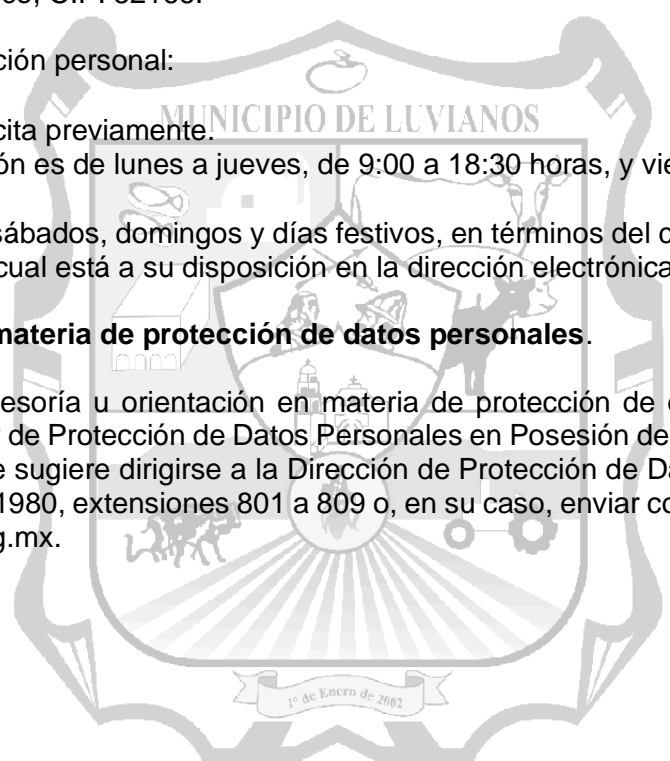 ción personal:
MUNICIPIO DE LUVIANOS
cita previamente.
ón es de lunes a jueves, de 9:00 a 18:30 horas, y vie
sábados, domingos y días festivos, en términos del c
cual está a su disposición en la dirección electrónica
materia de protección de datos personales.
esoría u orientación en materia de protección de
de Protección de Datos Personales en Posesión de
e sugiere dirigirse a la Dirección de Protección de Da
1980, extensiones 801 a 809 o, en su caso, enviar co
g.mx.
1º de Enero de 2002